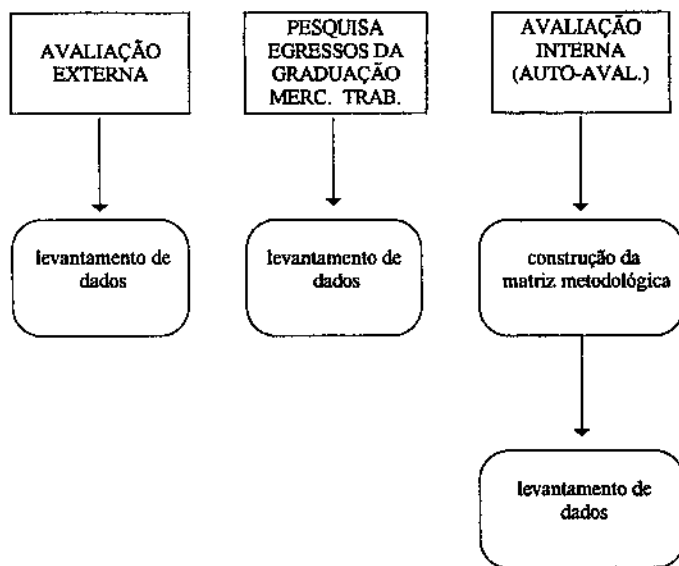 AVALIAÇÃO
EXTERNA
PESQUISA
EGRESSOS DA
GRADUAÇÃO
MERC. TRAB.
AVALIAÇÃO
INTERNA
(AUTO-AVAL.)
levantamento de
dados
levantamento de
dados
construção da
matriz metodológica
levantamento de
dados